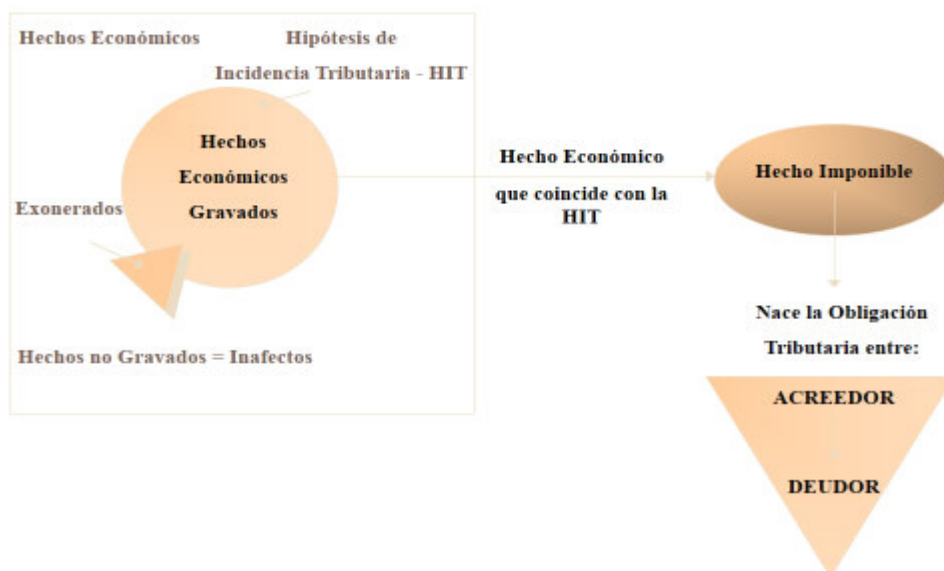 Hechos Económicos
Hipótesis de
Incidencia Tributaria - HIT
Hechos
Económicos
Gravados
Exonerados
Hechos no Gravados = Inafectos
Hecho Económico
que coincide con la
HIT
Hecho Imponible
Nace la Obligación
Tributaria entre:
ACREEDOR
DEUDOR